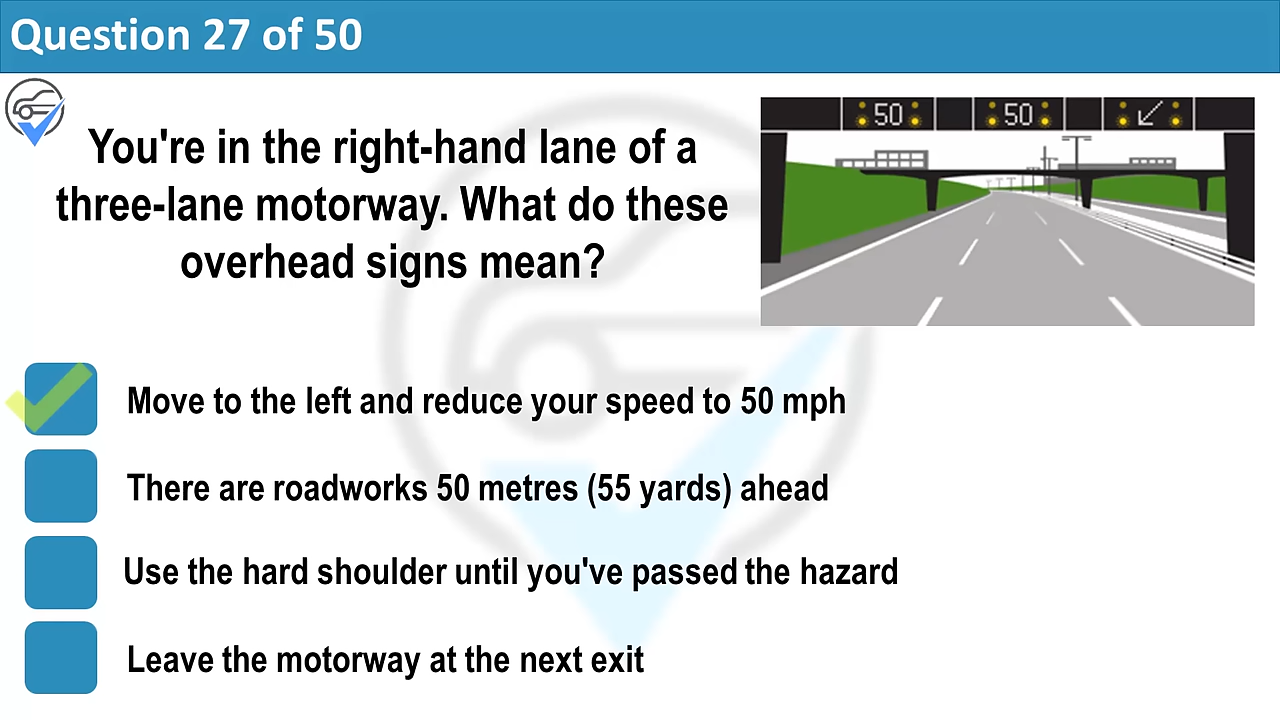 Question 27 of 50
50 50
You're in the right-hand lane of a
three-lane motorway. What do these
overhead signs mean?
Move to the left and reduce your speed to 50 mph
There are roadworks 50 metres (55 yards) ahead
Use the hard shoulder until you've passed the hazard
Leave the motorway at the next exit